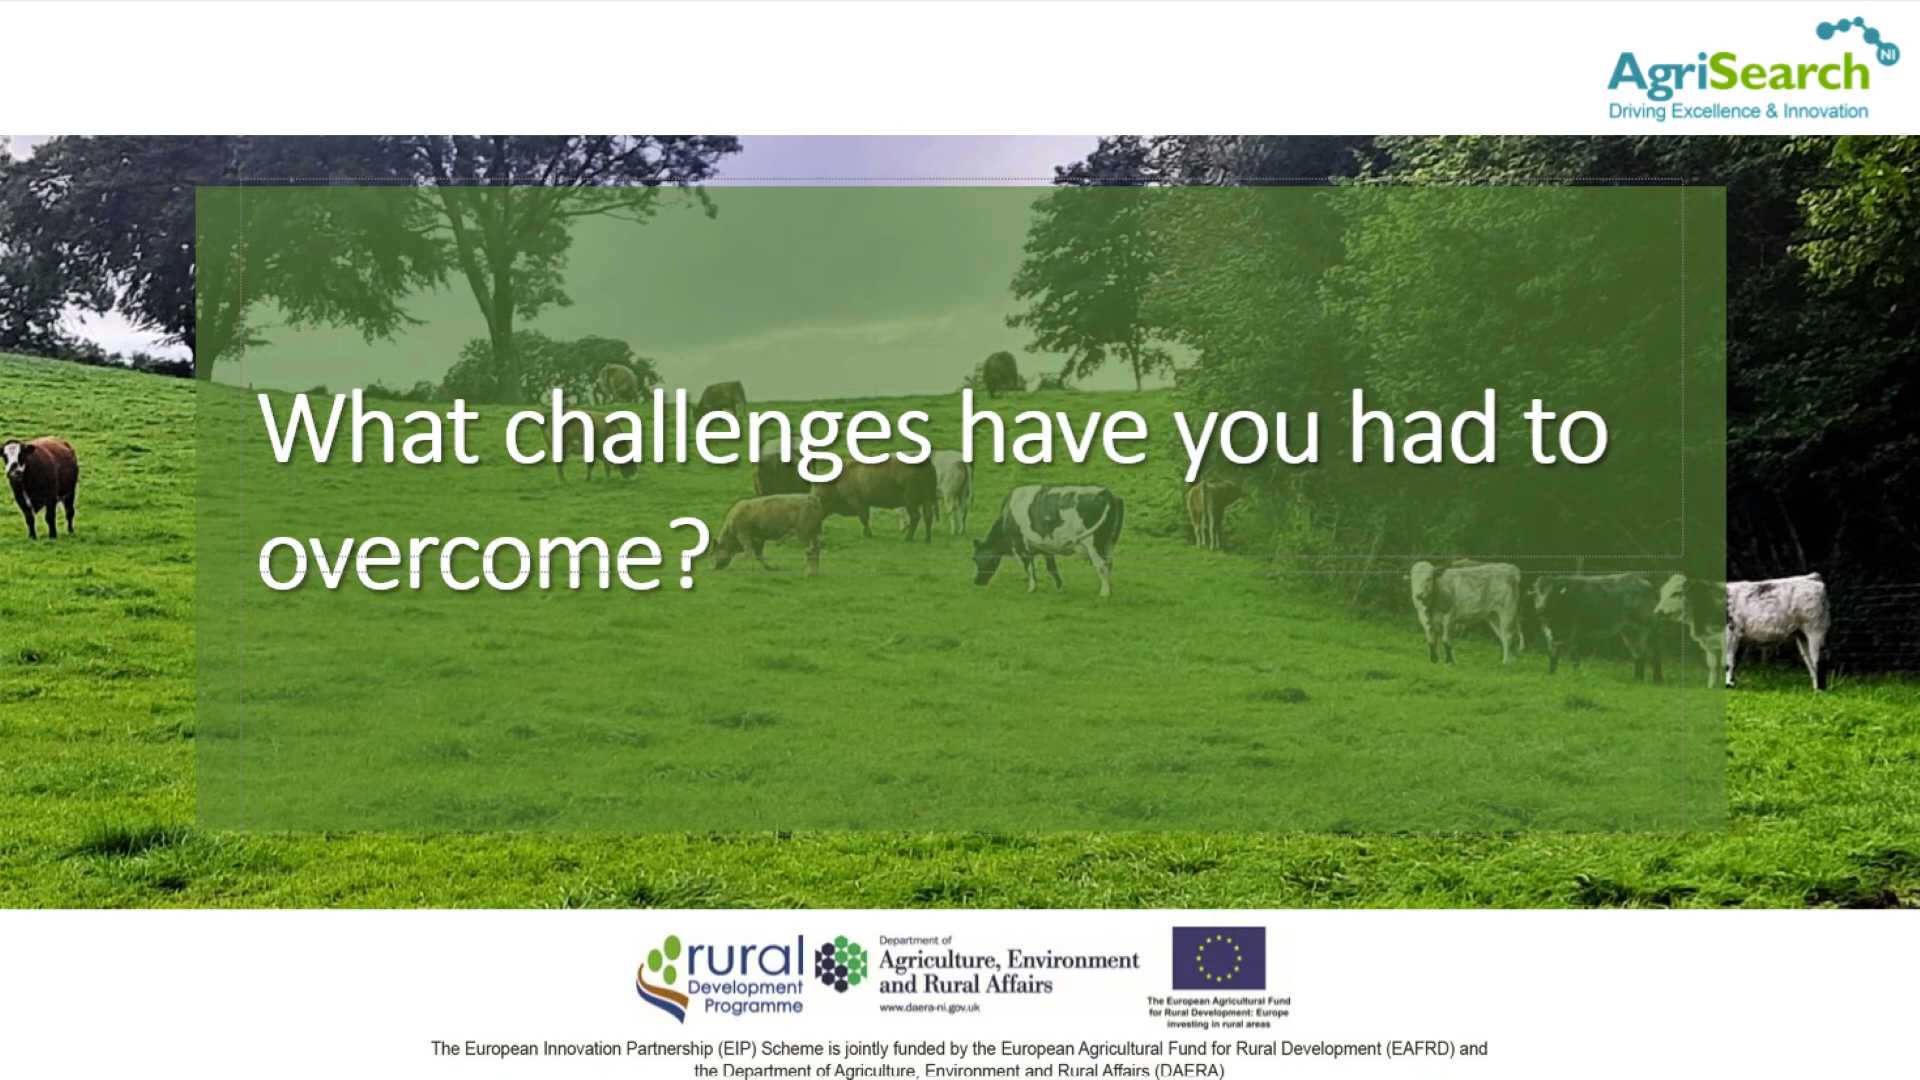 NI
AgriSearch
Driving Excellence & Innovation
What challenges have you had to
overcome?
rural
Development
Programme
Department of
Agriculture, Environment
and Rural Affairs
www.daera-ni.gov.uk
The European Agricultural Fund
for Rural Development: Europe
investing in rural areas
The European Innovation Partnership (EIP) Scheme is jointly funded by the European Agricultural Fund for Rural Development (EAFRD) and
the Department of Agriculture, Environment and Rural Affairs (DAERA)